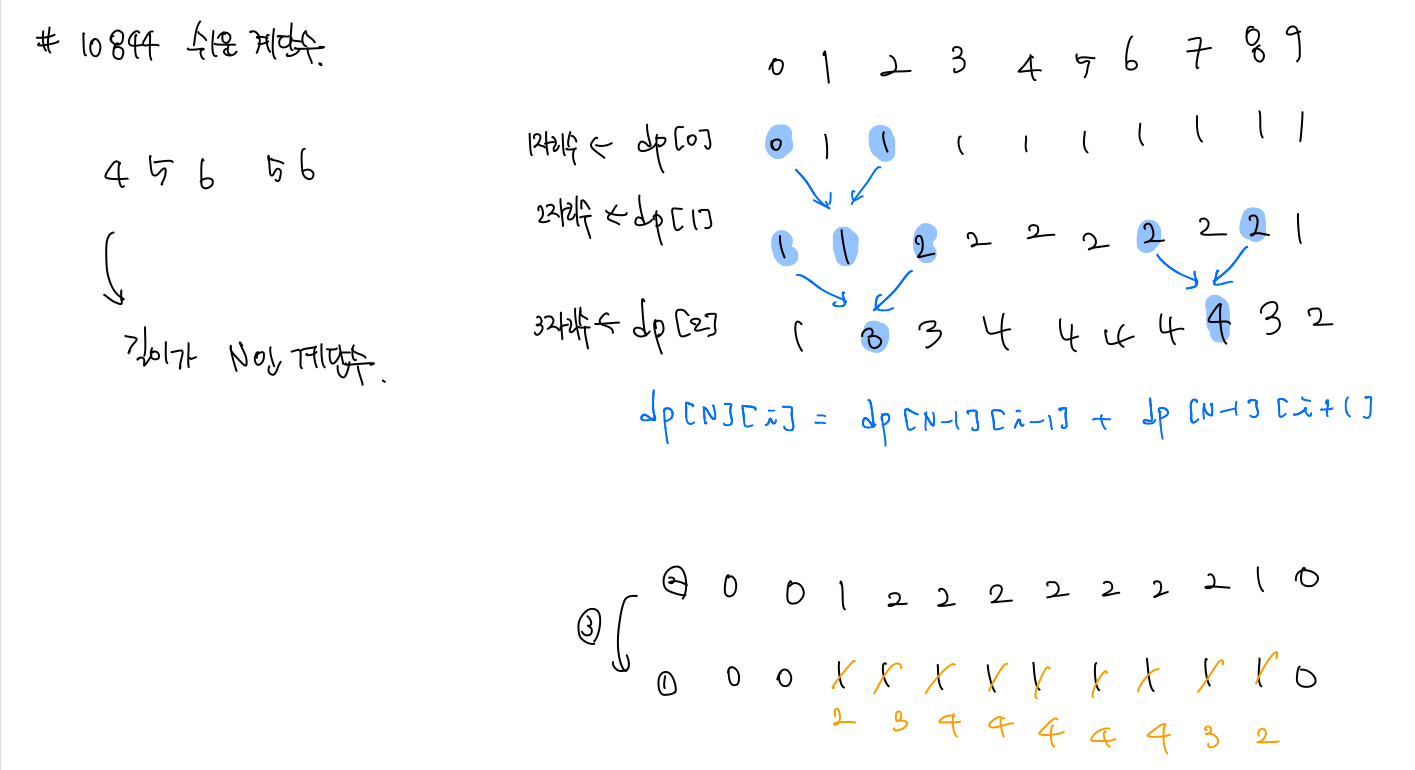 # 10844 쉬운 계단수.
4 5 6 5 6
길이가 N인 계단수.
0 1 2 3 4 5 6 7 8 9
1자리수 ← dp[0] 0 1 1 1 1 1 1 1 1 1
2자리수 ← dp[1] 1 1 2 2 2 2 2 2 2 1
3자리수 ← dp[2] 1 3 3 4 4 4 4 4 3 2
dp[N][i] = dp[N-1][i-1] + dp[N-1][i+1]
② 0 0 1 2 2 2 2 2 2 2 1 0
③
① 0 0 1 1 1 1 1 1 1 1 1 0
2 3 4 4 4 4 4 3 2